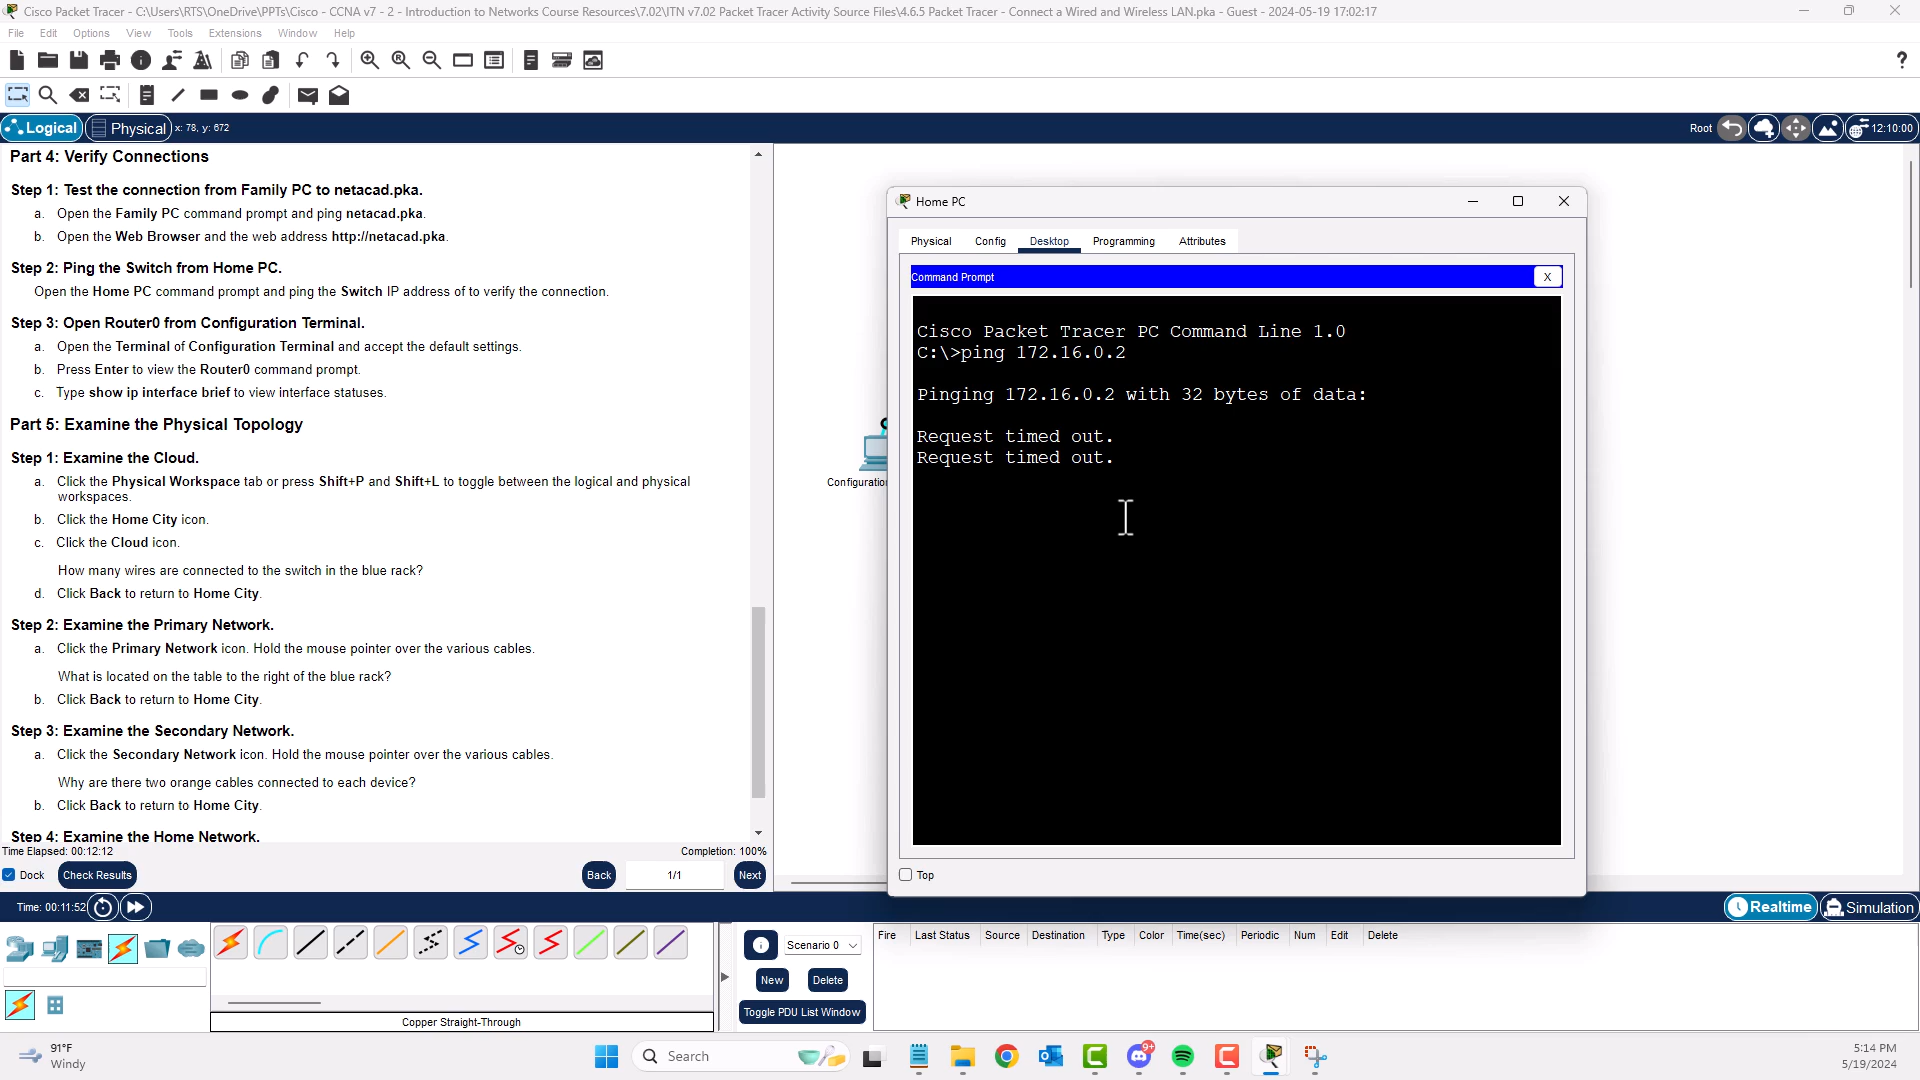 Cisco Packet Tracer - C:\Users\RTS\OneDrive\PPTs\Cisco - CCNA v7 - 2 - Introduction to Networks Course Resources\7.02\ITN v7.02 Packet Tracer Activity Source Files\4.6.5 Packet Tracer - Connect a Wired and Wireless LAN.pka - Guest - 2024-05-19 17:02:17
File Edit Options View Tools Extensions Window Help
Logical Physical x: 78, y: 672 Root 12:10:00
Part 4: Verify Connections
Step 1: Test the connection from Family PC to netacad.pka.
a. Open the Family PC command prompt and ping netacad.pka.
b. Open the Web Browser and the web address http://netacad.pka.
Step 2: Ping the Switch from Home PC.
Open the Home PC command prompt and ping the Switch IP address of to verify the connection.
Step 3: Open Router0 from Configuration Terminal.
a. Open the Terminal of Configuration Terminal and accept the default settings.
b. Press Enter to view the Router0 command prompt.
c. Type show ip interface brief to view interface statuses.
Part 5: Examine the Physical Topology
Step 1: Examine the Cloud.
a. Click the Physical Workspace tab or press Shift+P and Shift+L to toggle between the logical and physical
workspaces.
b. Click the Home City icon.
c. Click the Cloud icon.
How many wires are connected to the switch in the blue rack?
d. Click Back to return to Home City.
Step 2: Examine the Primary Network.
a. Click the Primary Network icon. Hold the mouse pointer over the various cables.
What is located on the table to the right of the blue rack?
b. Click Back to return to Home City.
Step 3: Examine the Secondary Network.
a. Click the Secondary Network icon. Hold the mouse pointer over the various cables.
Why are there two orange cables connected to each device?
b. Click Back to return to Home City.
Step 4: Examine the Home Network.
Time Elapsed: 00:12:12 Completion: 100%
Dock Check Results Back 1/1 Next
Configuration
Home PC
Physical Config Desktop Programming Attributes
Command Prompt X
Cisco Packet Tracer PC Command Line 1.0
C:\>ping 172.16.0.2
Pinging 172.16.0.2 with 32 bytes of data:
Request timed out.
Request timed out.
Top
Time: 00:11:52 Realtime Simulation
Scenario 0
New Delete
Toggle PDU List Window
Fire Last Status Source Destination Type Color Time(sec) Periodic Num Edit Delete
Copper Straight-Through
91°F
Windy
Search
9+
5:14 PM
5/19/2024